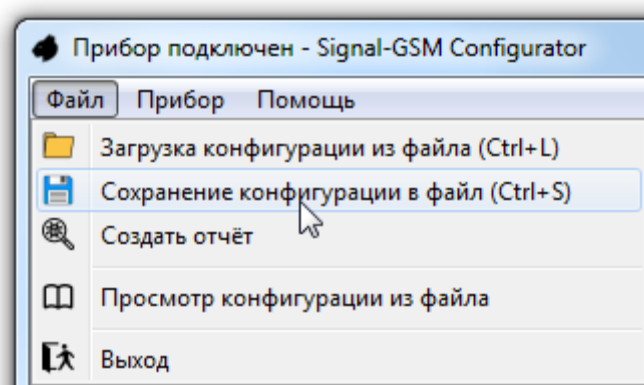 Прибор подключен - Signal-GSM Configurator
Файл Прибор Помощь
Загрузка конфигурации из файла (Ctrl+L)
Сохранение конфигурации в файл (Ctrl+S)
Создать отчёт
Просмотр конфигурации из файла
Выход